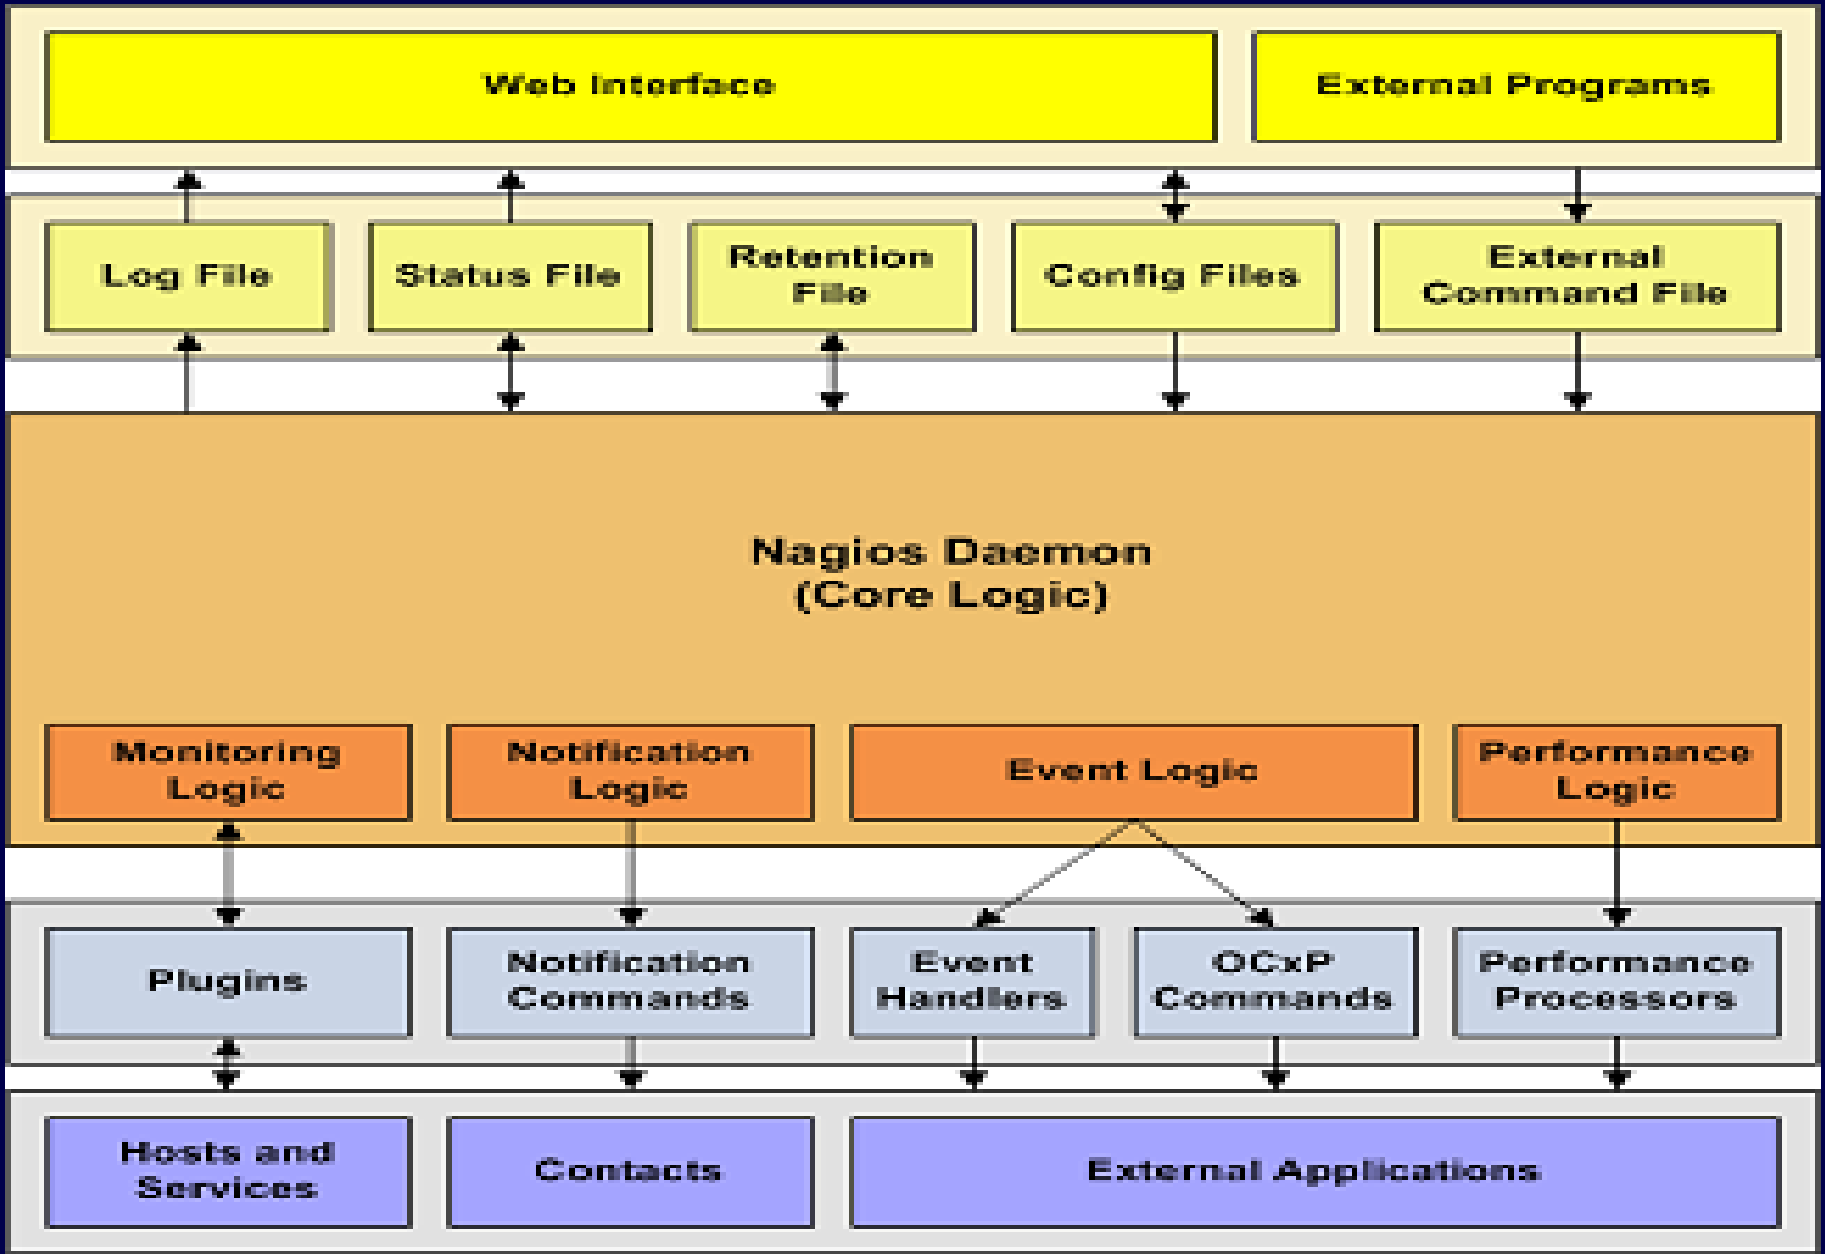 Web Interface
External Programs
Log File
Status File
Retention
File
Config Files
External
Command File
Nagios Daemon
(Core Logic)
Monitoring
Logic
Notification
Logic
Event Logic
Performance
Logic
Plugins
Notification
Commands
Event
Handlers
OCxP
Commands
Performance
Processors
Hosts and
Services
Contacts
External Applications